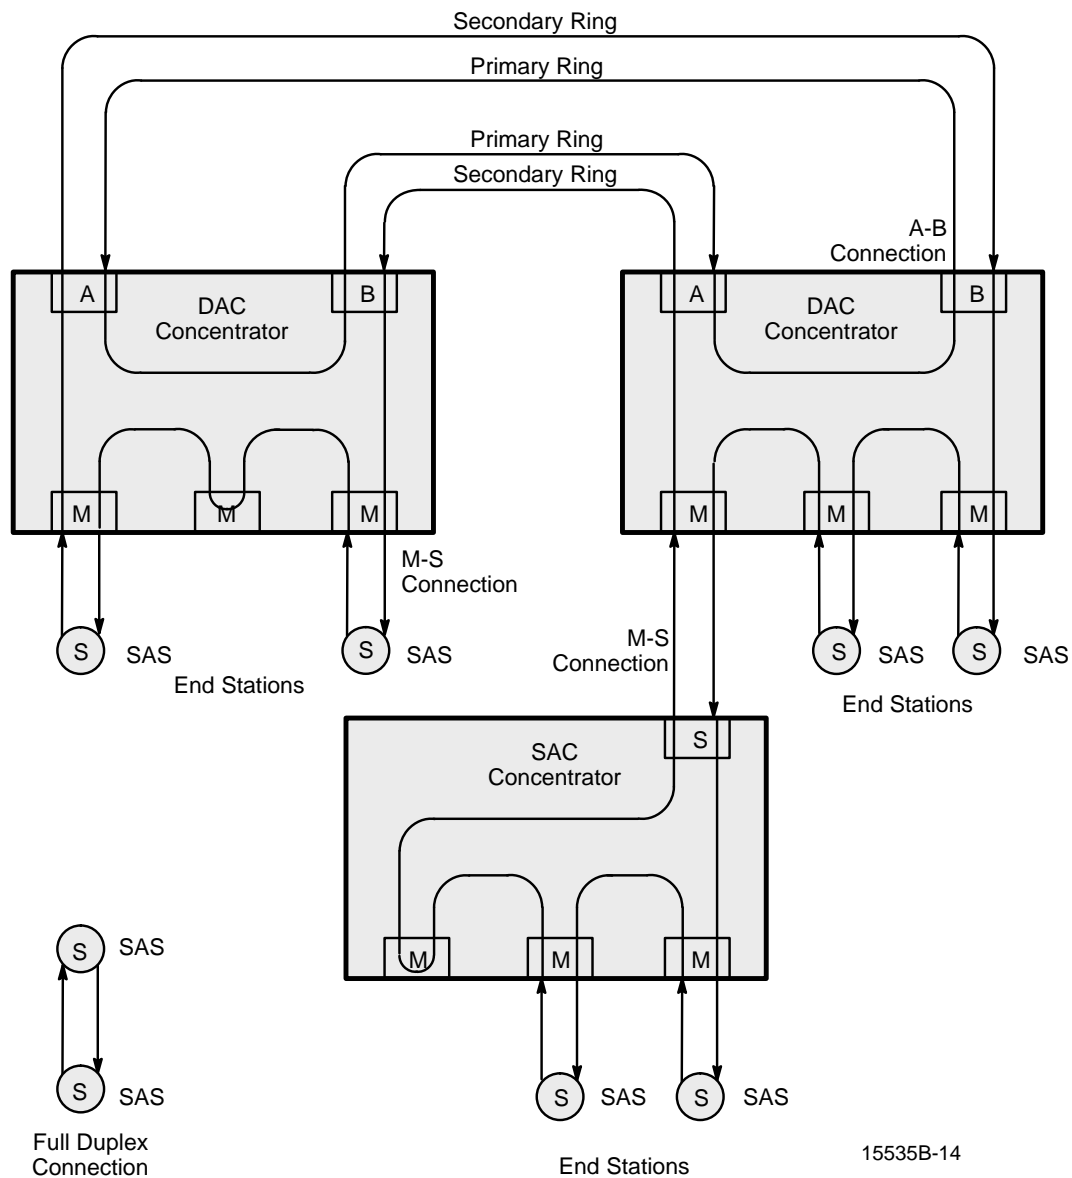 Secondary Ring
Primary Ring
Primary Ring
Secondary Ring
A-B
Connection
A
DAC
Concentrator
B
A
DAC
Concentrator
B
M
M
M
M
M
M
M-S
Connection
S
SAS
S
SAS
End Stations
M-S
Connection
S
SAS
S
SAS
End Stations
SAC
Concentrator
S
M
M
M
S
SAS
S
SAS
Full Duplex
Connection
S
SAS
S
SAS
End Stations
15535B-14